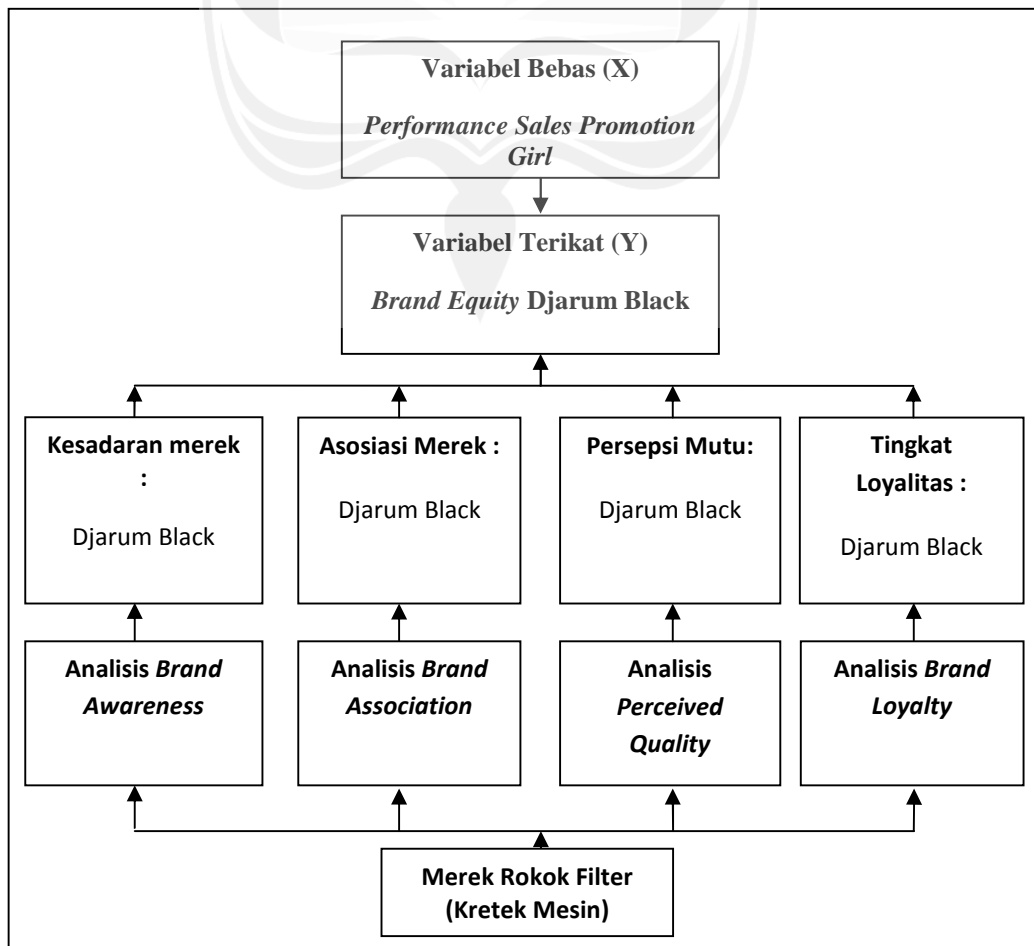 Variabel Bebas (X)
Performance Sales Promotion
Girl
Variabel Terikat (Y)
Brand Equity Djarum Black
Kesadaran merek
:
Djarum Black
Asosiasi Merek :
Djarum Black
Persepsi Mutu:
Djarum Black
Tingkat
Loyalitas :
Djarum Black
Analisis Brand
Awareness
Analisis Brand
Association
Analisis
Perceived
Quality
Analisis Brand
Loyalty
Merek Rokok Filter
(Kretek Mesin)